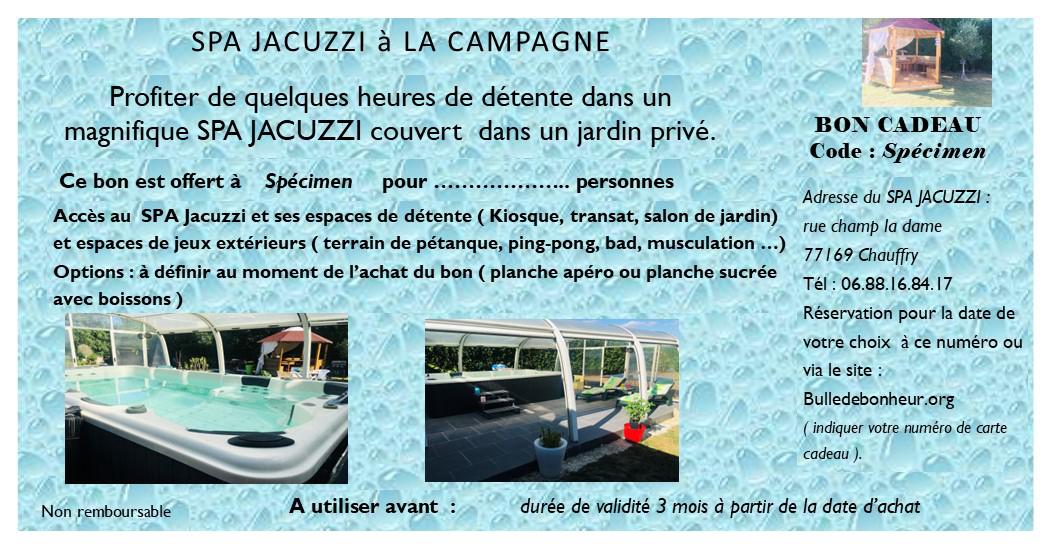 SPA JACUZZI à LA CAMPAGNE
Profiter de quelques heures de détente dans un
magnifique SPA JACUZZI couvert dans un jardin privé.
Ce bon est offert à Spécimen pour ……………….. personnes
Accès au SPA Jacuzzi et ses espaces de détente ( Kiosque, transat, salon de jardin)
et espaces de jeux extérieurs ( terrain de pétanque, ping-pong, bad, musculation …)
Options : à définir au moment de l’achat du bon ( planche apéro ou planche sucrée
avec boissons )
BON CADEAU
Code : Spécimen
Adresse du SPA JACUZZI :
rue champ la dame
77169 Chauffry
Tél : 06.88.16.84.17
Réservation pour la date de
votre choix à ce numéro ou
via le site :
Bulledebonheur.org
( indiquer votre numéro de carte
cadeau ).
Non remboursable
A utiliser avant : durée de validité 3 mois à partir de la date d’achat